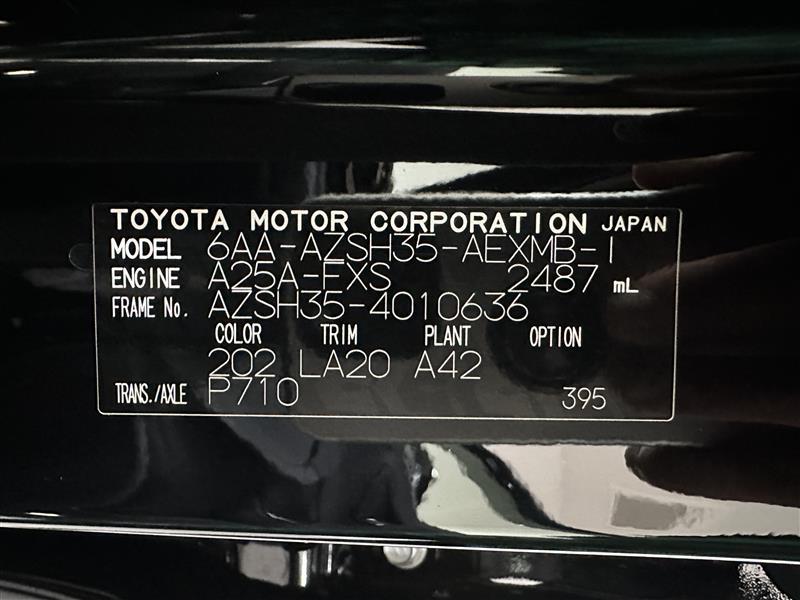 TOYOTA MOTOR CORPORATION JAPAN
MODEL 6AA-AZSH35-AEXMB-I
ENGINE A25A-FXS 2487 mL
FRAME No. AZSH35-4010636
COLOR TRIM PLANT OPTION
202 LA20 A42
TRANS./AXLE P710 395